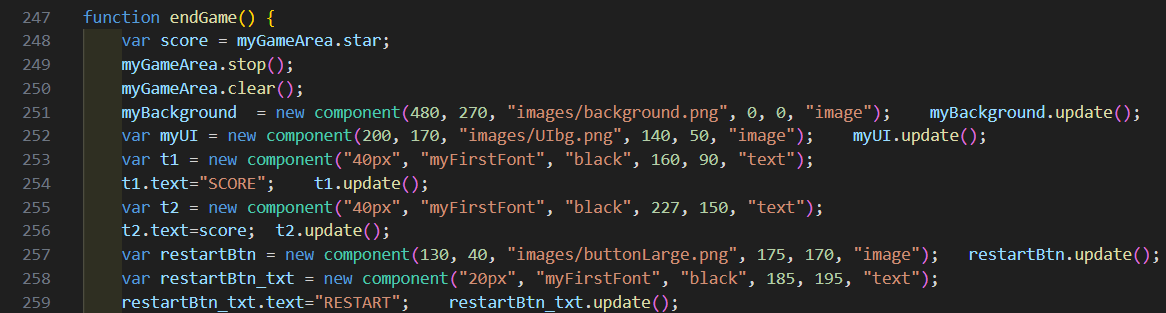 247 function endGame() {
248 var score = myGameArea.star;
249 myGameArea.stop();
250 myGameArea.clear();
251 myBackground  = new component(480, 270, "images/background.png", 0, 0, "image");    myBackground.update();
252 var myUI = new component(200, 170, "images/UIbg.png", 140, 50, "image");    myUI.update();
253 var t1 = new component("40px", "myFirstFont", "black", 160, 90, "text");
254 t1.text="SCORE";    t1.update();
255 var t2 = new component("40px", "myFirstFont", "black", 227, 150, "text");
256 t2.text=score;  t2.update();
257 var restartBtn = new component(130, 40, "images/buttonLarge.png", 175, 170, "image");   restartBtn.update();
258 var restartBtn_txt = new component("20px", "myFirstFont", "black", 185, 195, "text");
259 restartBtn_txt.text="RESTART";    restartBtn_txt.update();